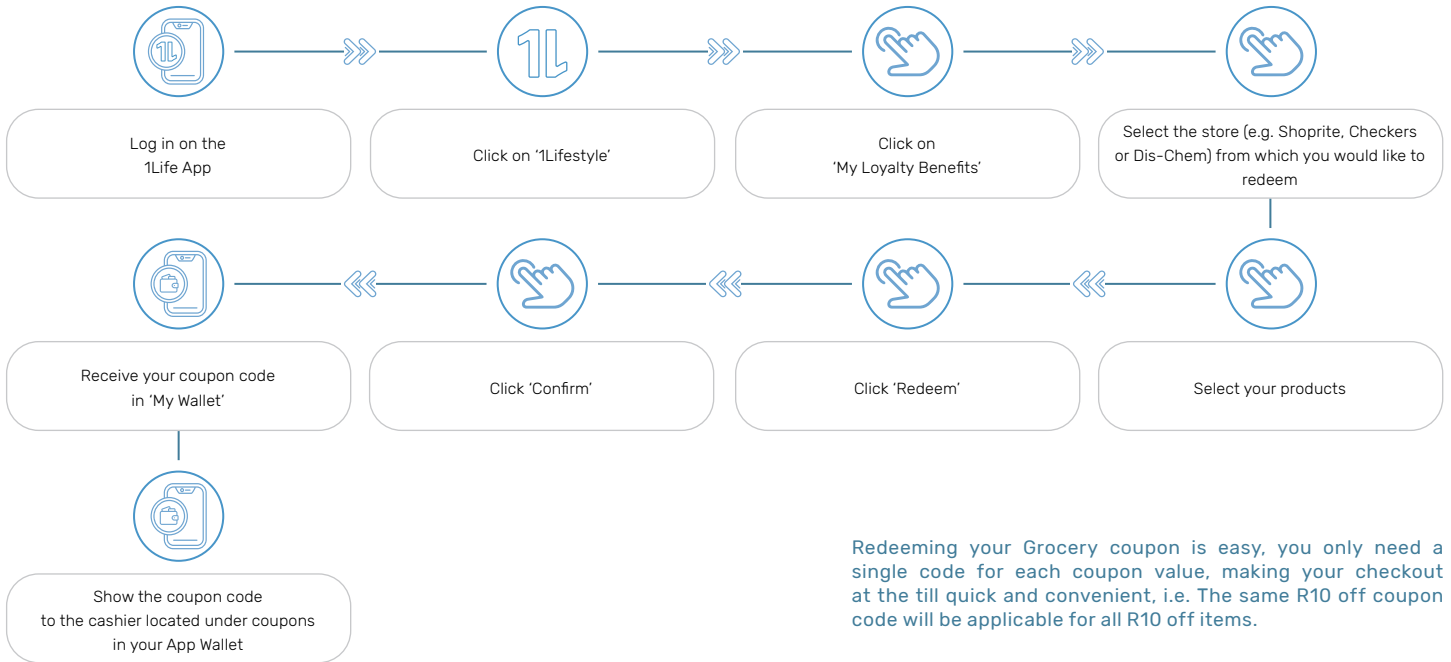 Log in on the
1Life App
Click on ‘1Lifestyle’
Click on
‘My Loyalty Benefits’
Select the store (e.g. Shoprite, Checkers
or Dis-Chem) from which you would like to
redeem
Select your products
Click ‘Redeem’
Click ‘Confirm’
Receive your coupon code
in ‘My Wallet’
Show the coupon code
to the cashier located under coupons
in your App Wallet
Redeeming your Grocery coupon is easy, you only need a
single code for each coupon value, making your checkout
at the till quick and convenient, i.e. The same R10 off coupon
code will be applicable for all R10 off items.